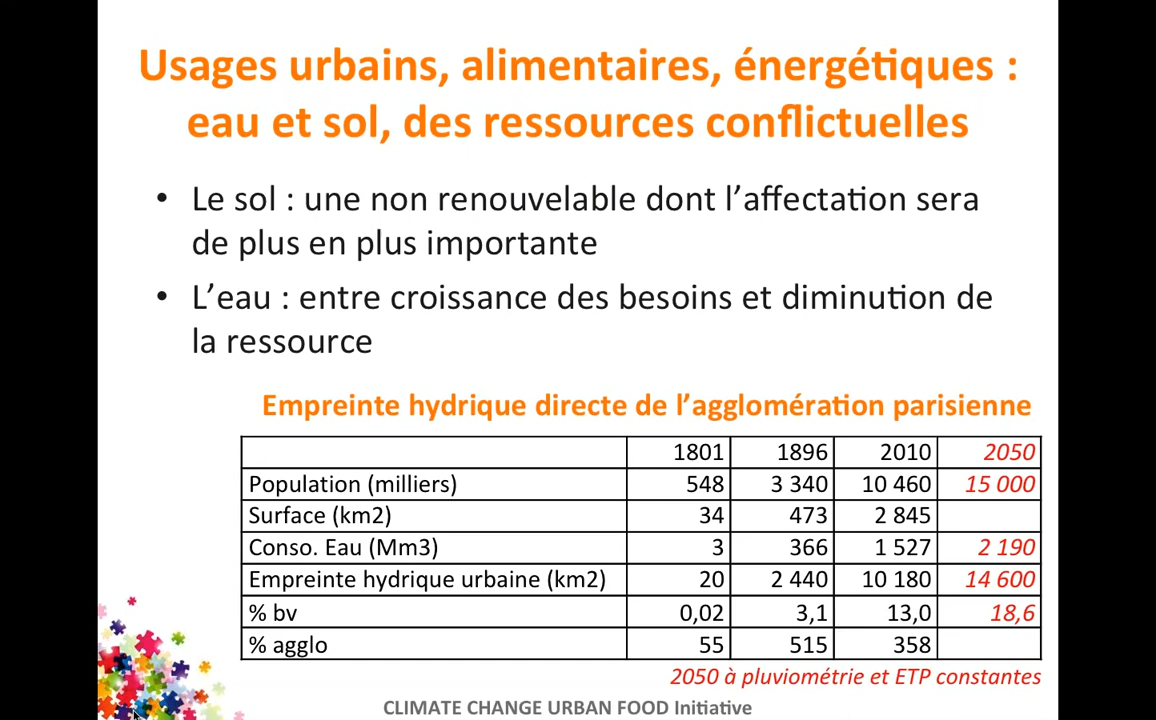 Usages urbains, alimentaires, énergétiques :
eau et sol, des ressources conflictuelles
• Le sol : une non renouvelable dont l’affectation sera
de plus en plus importante
• L’eau : entre croissance des besoins et diminution de
la ressource
Empreinte hydrique directe de l’agglomération parisienne
1801 1896 2010 2050
Population (milliers) 548 3 340 10 460 15 000
Surface (km2) 34 473 2 845
Conso. Eau (Mm3) 3 366 1 527 2 190
Empreinte hydrique urbaine (km2) 20 2 440 10 180 14 600
% bv 0,02 3,1 13,0 18,6
% agglo 55 515 358
2050 à pluviométrie et ETP constantes
CLIMATE CHANGE URBAN FOOD Initiative